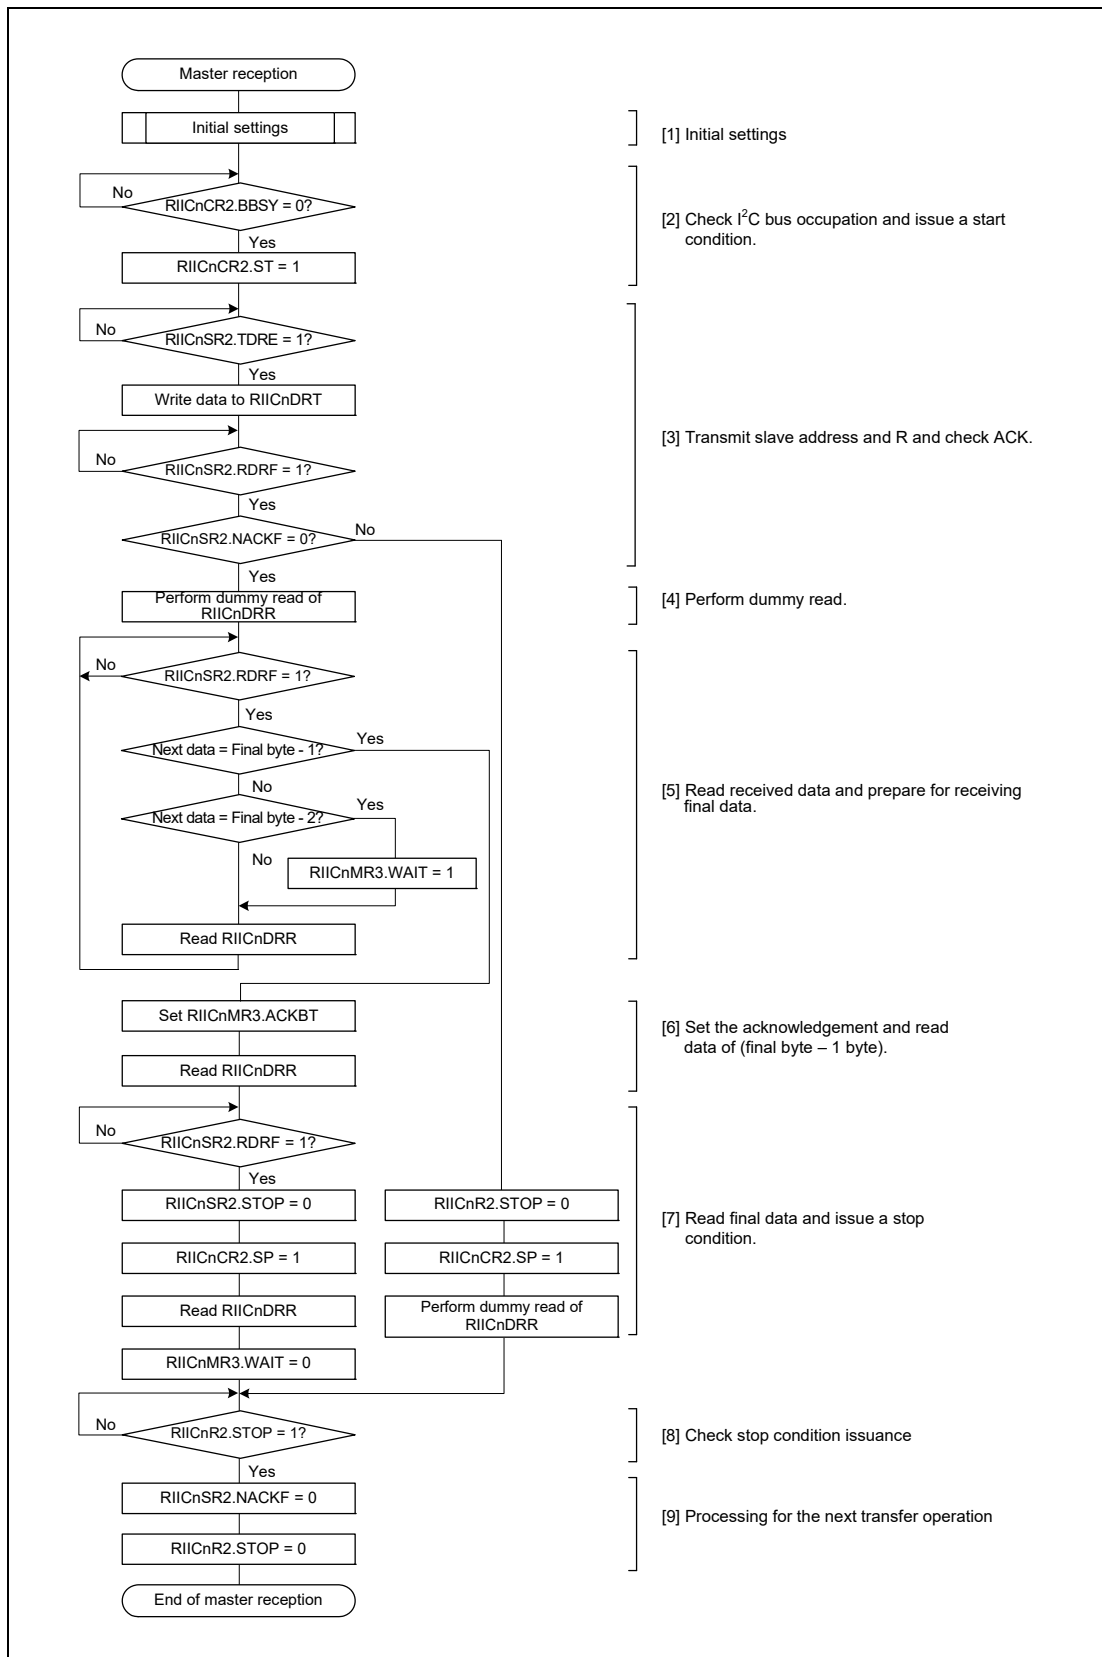 Master reception
Initial settings
[1] Initial settings
No
RIICnCR2.BBSY = 0?
[2] Check I²C bus occupation and issue a start
condition.
Yes
RIICnCR2.ST = 1
No
RIICnSR2.TDRE = 1?
Yes
Write data to RIICnDRT
[3] Transmit slave address and R and check ACK.
No
RIICnSR2.RDRF = 1?
Yes
No
RIICnSR2.NACKF = 0?
Yes
Perform dummy read of
RIICnDRR
[4] Perform dummy read.
No
RIICnSR2.RDRF = 1?
Yes
Yes
Next data = Final byte - 1?
No
[5] Read received data and prepare for receiving
final data.
Yes
Next data = Final byte - 2?
No
RIICnMR3.WAIT = 1
Read RIICnDRR
Set RIICnMR3.ACKBT
[6] Set the acknowledgement and read
data of (final byte – 1 byte).
Read RIICnDRR
No
RIICnSR2.RDRF = 1?
Yes
RIICnSR2.STOP = 0
RIICnR2.STOP = 0
[7] Read final data and issue a stop
condition.
RIICnCR2.SP = 1
RIICnCR2.SP = 1
Read RIICnDRR
Perform dummy read of
RIICnDRR
RIICnMR3.WAIT = 0
No
RIICnR2.STOP = 1?
[8] Check stop condition issuance
Yes
RIICnSR2.NACKF = 0
[9] Processing for the next transfer operation
RIICnR2.STOP = 0
End of master reception